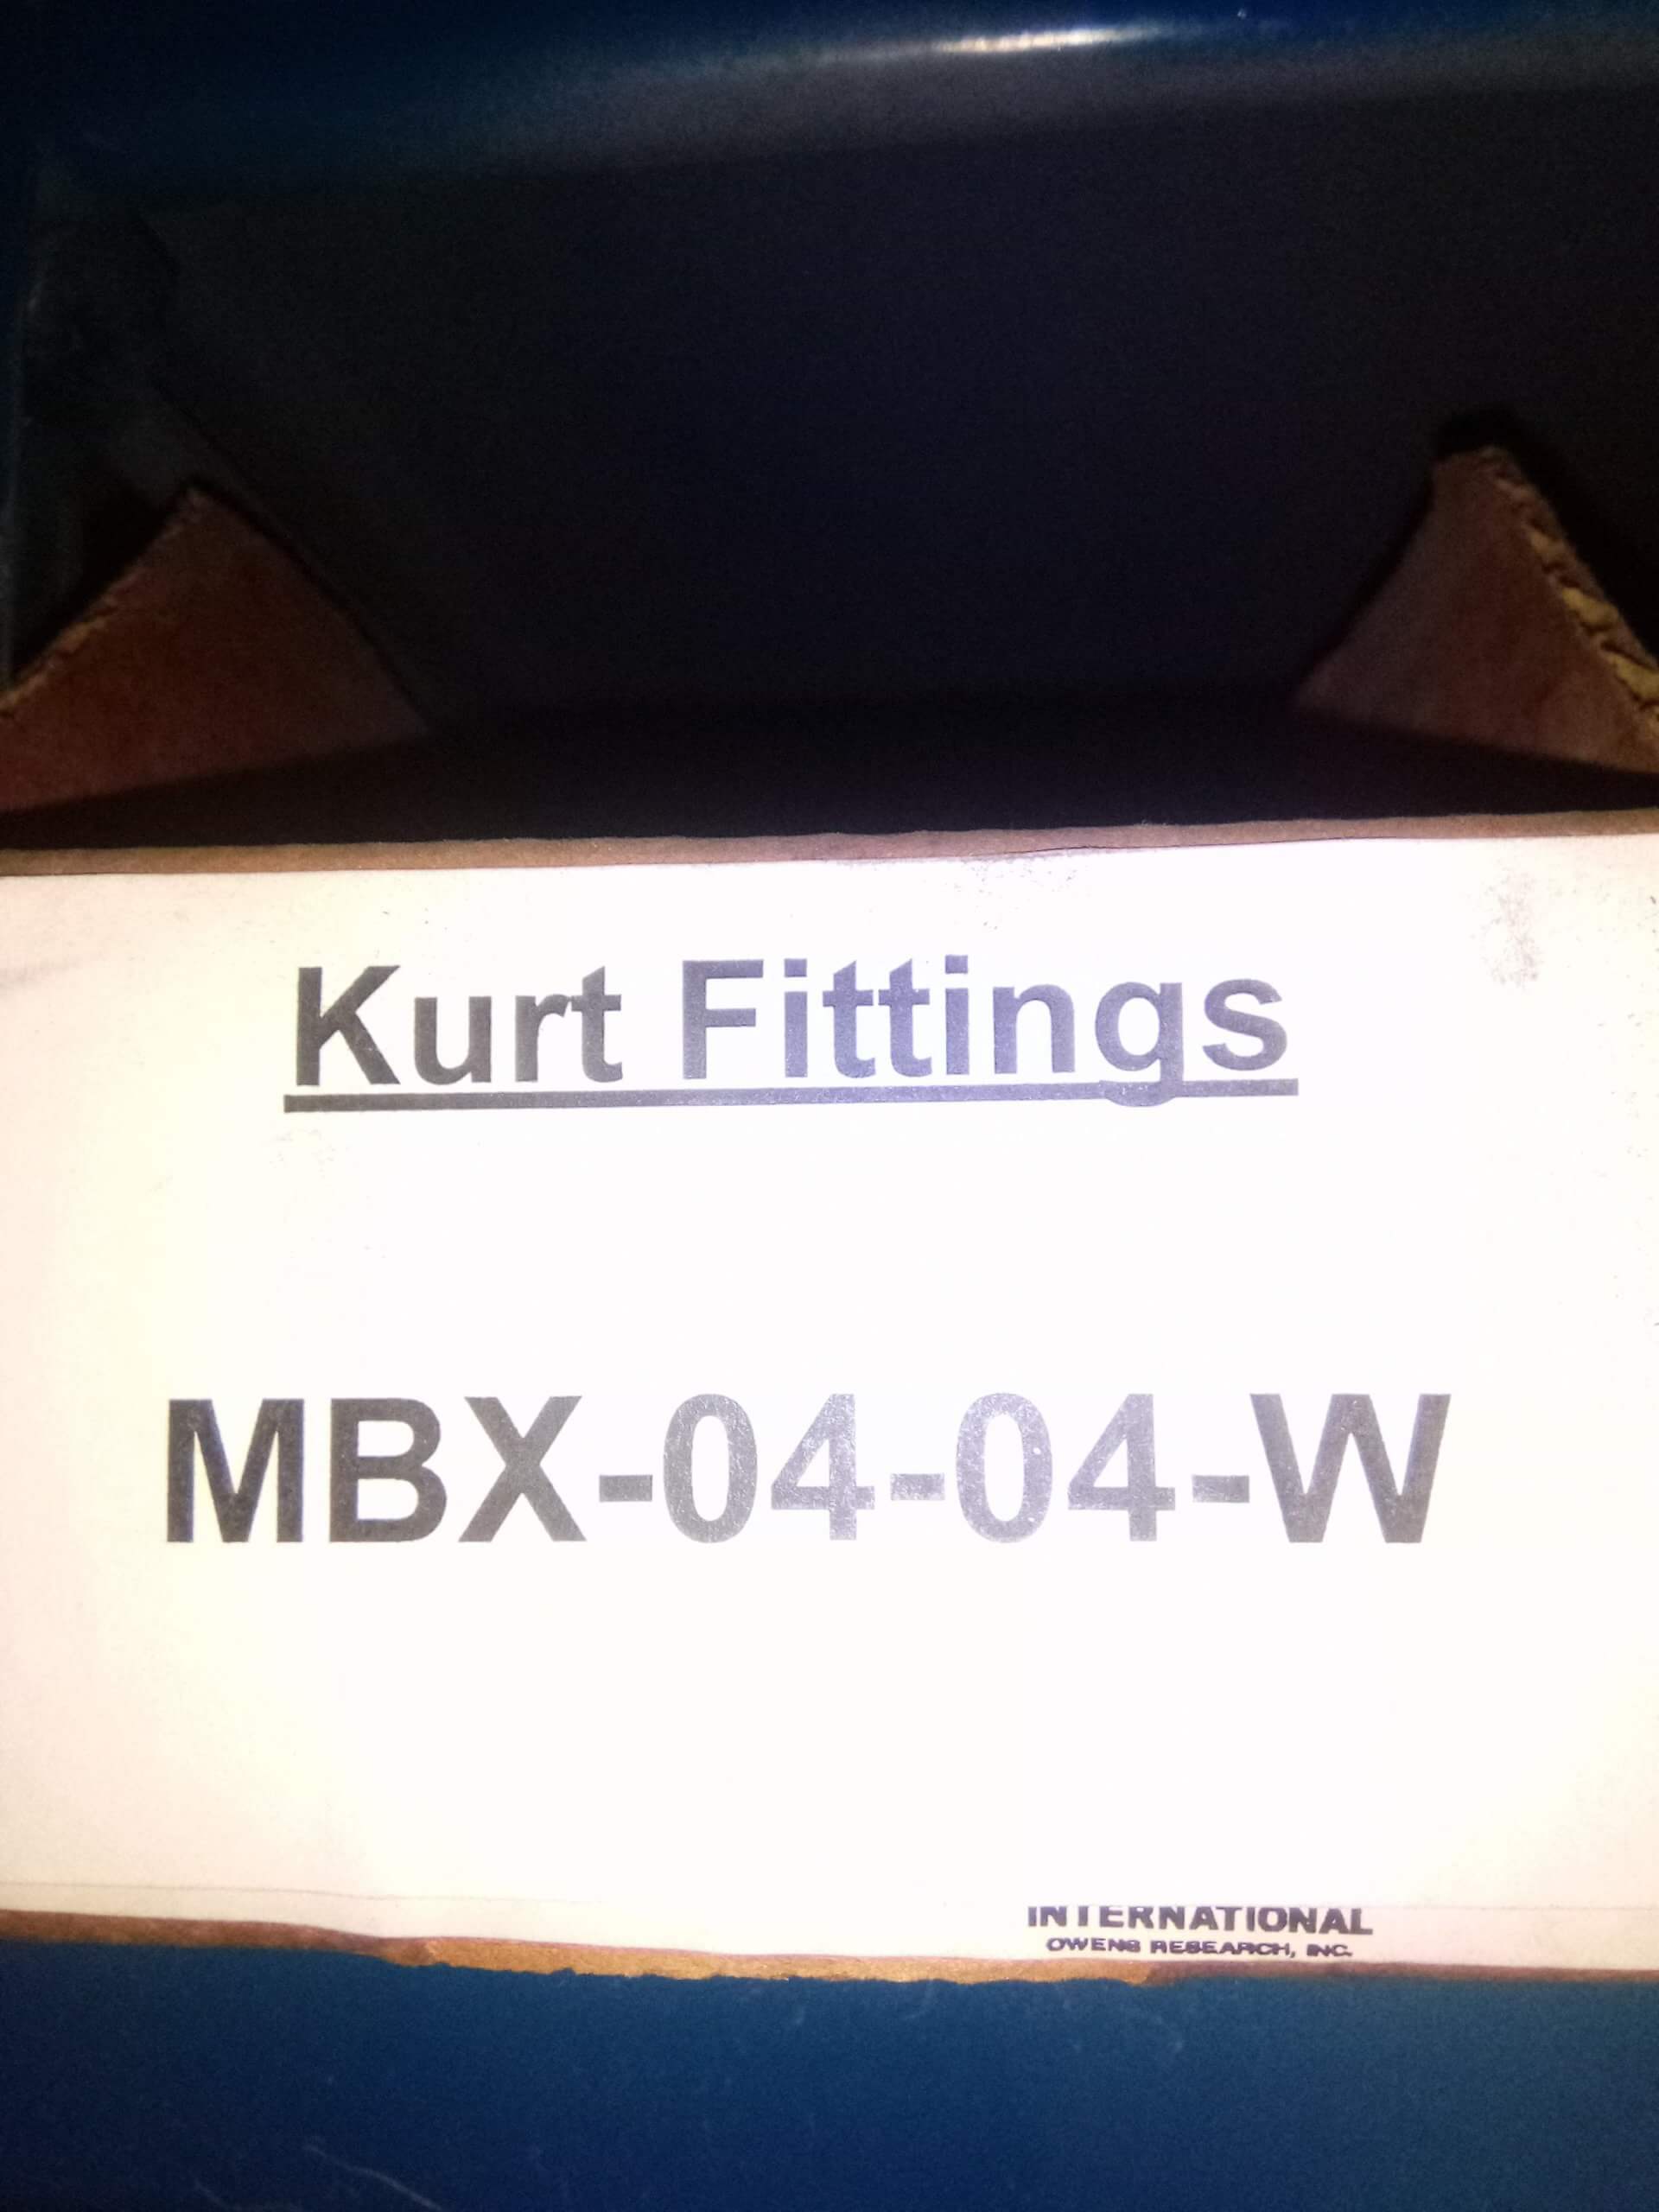 Kurt Fittings
MBX-04-04-W
INTERNATIONAL
OWENS RESEARCH, INC.